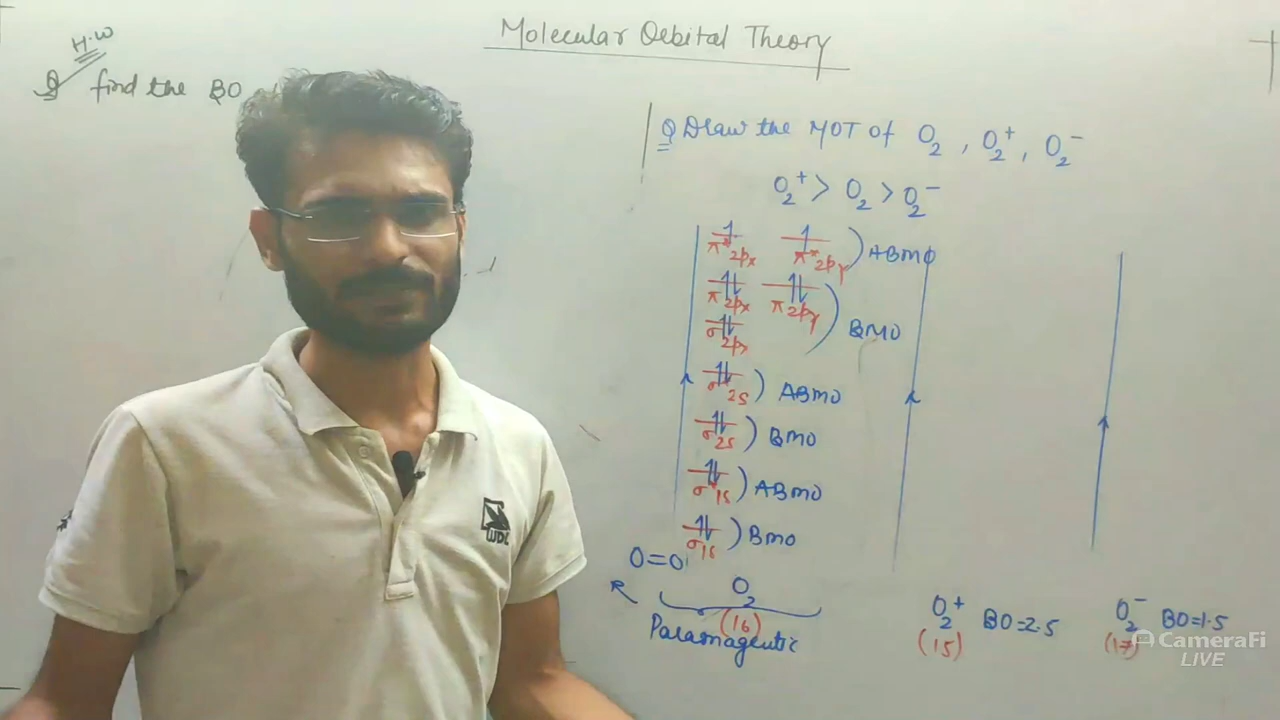 Molecular Orbital Theory
H.W
Q find the BO
Q Draw the MOT of O₂ , O₂⁺ , O₂⁻
O₂⁺ > O₂ > O₂⁻
π*2px π*2py ) ABMO
π2px π2py
σ2pz ) BMO
σ*2s ) ABMO
σ2s ) BMO
σ*1s ) ABMO
σ1s ) BMO
O=O
O₂
(16)
Paramagnetic
O₂⁺ BO=2.5
(15)
O₂⁻ BO=1.5
(17)
WDC
CameraFi
LIVE